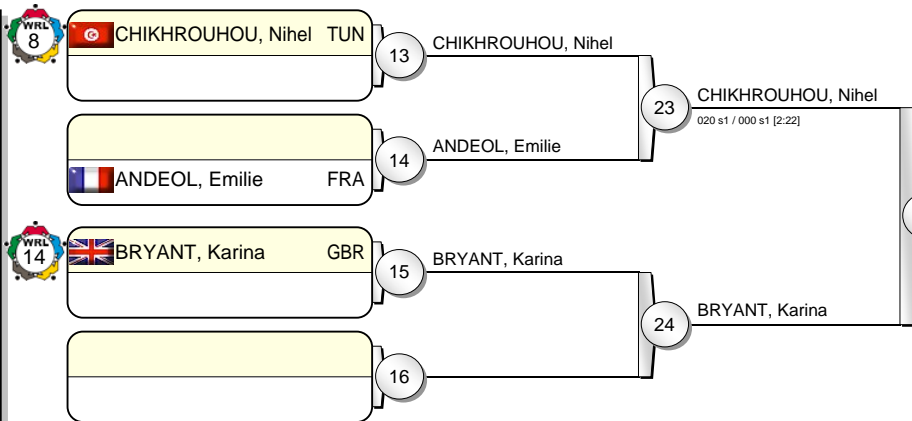 WRL
8
CHIKHROUHOU, Nihel TUN
13
CHIKHROUHOU, Nihel
23
CHIKHROUHOU, Nihel
020 s1 / 000 s1 [2:22]
14
ANDEOL, Emilie
ANDEOL, Emilie FRA
WRL
14
BRYANT, Karina GBR
15
BRYANT, Karina
24
BRYANT, Karina
16